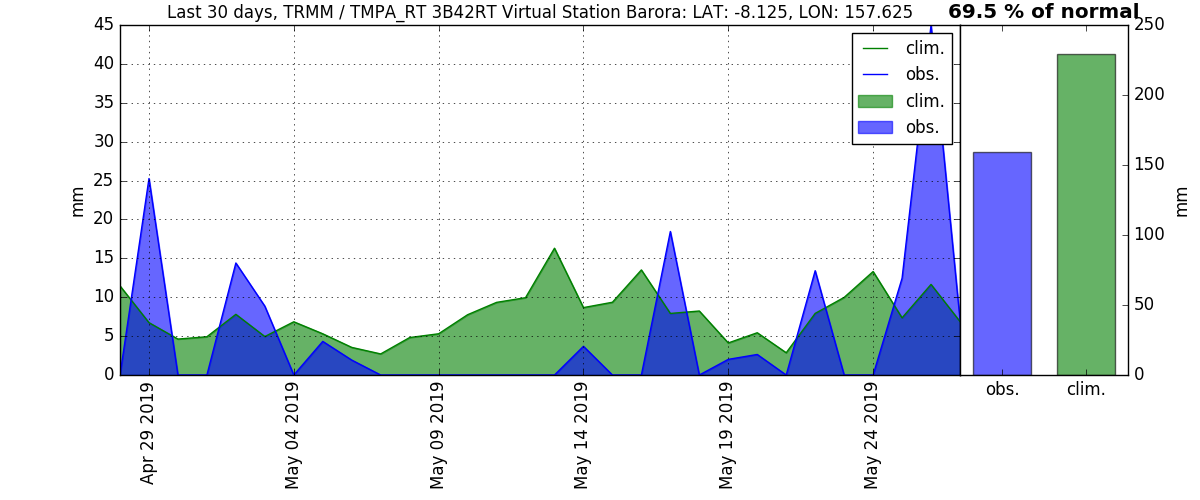 Last 30 days, TRMM / TMPA_RT 3B42RT Virtual Station Barora: LAT: -8.125, LON: 157.625
69.5 % of normal
45
40
35
30
25
20
15
10
5
0
mm
clim.
obs.
clim.
obs.
Apr 29 2019
May 04 2019
May 09 2019
May 14 2019
May 19 2019
May 24 2019
250
200
150
100
50
0
mm
obs.
clim.